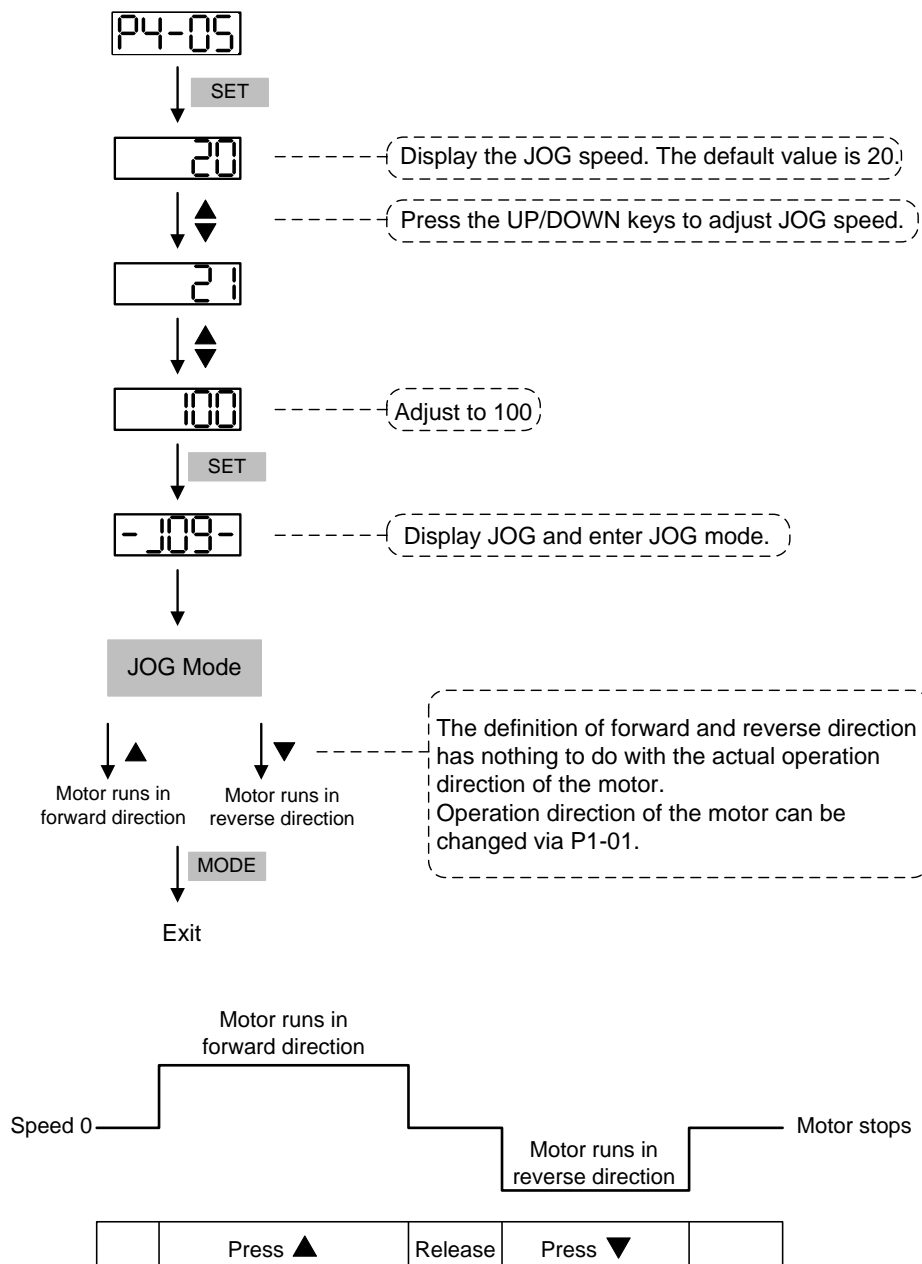 P4-05
SET
20
Display the JOG speed. The default value is 20.
Press the UP/DOWN keys to adjust JOG speed.
21
100
Adjust to 100
SET
-JOG-
Display JOG and enter JOG mode.
JOG Mode
The definition of forward and reverse direction
has nothing to do with the actual operation
direction of the motor.
Operation direction of the motor can be
changed via P1-01.
Motor runs in
forward direction
Motor runs in
reverse direction
MODE
Exit
Motor runs in
forward direction
Speed 0
Motor stops
Motor runs in
reverse direction
Press ▲
Release
Press ▼